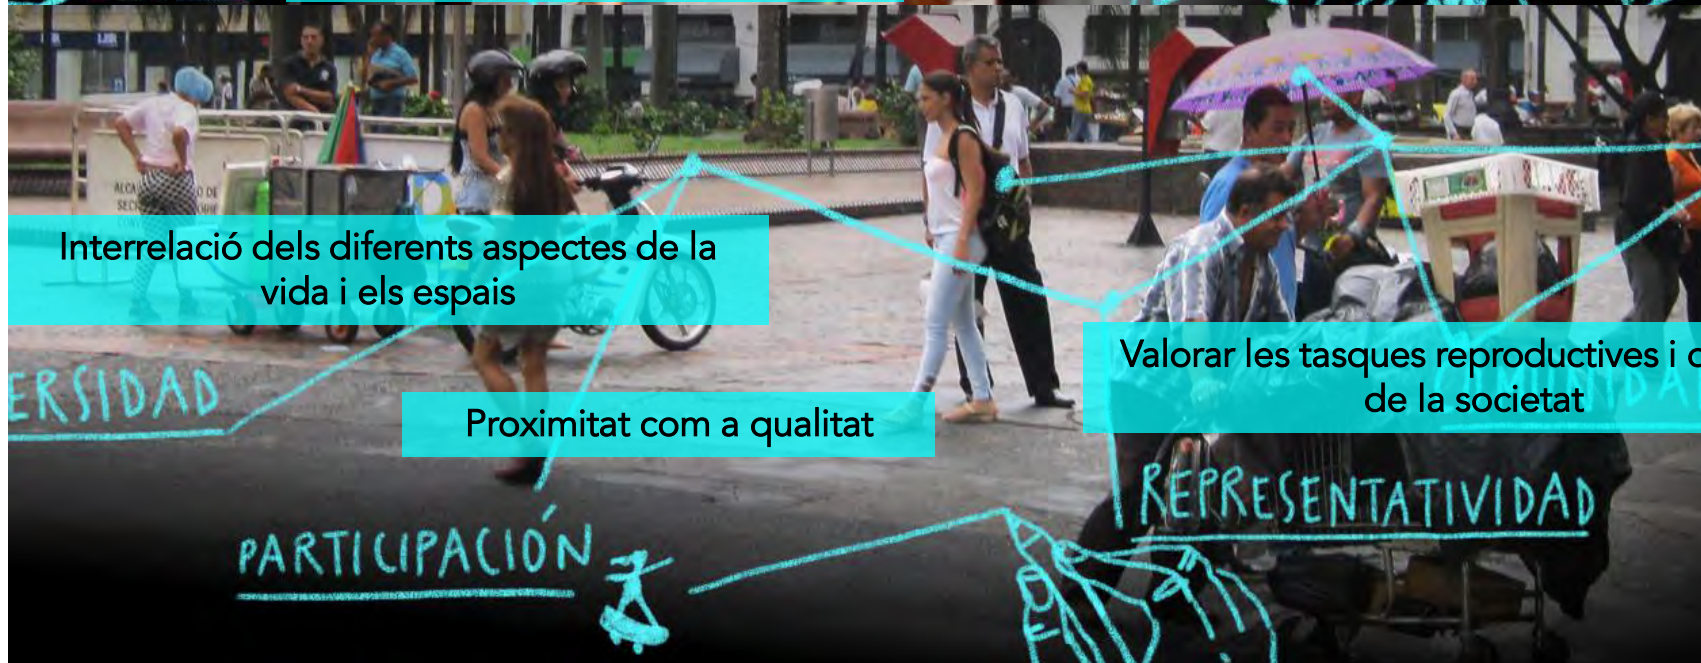 Interrelació dels diferents aspectes de la
vida i els espais
Valorar les tasques reproductives i
de la societat
Proximitat com a qualitat
PARTICIPACIÓN
REPRESENTATIVIDAD